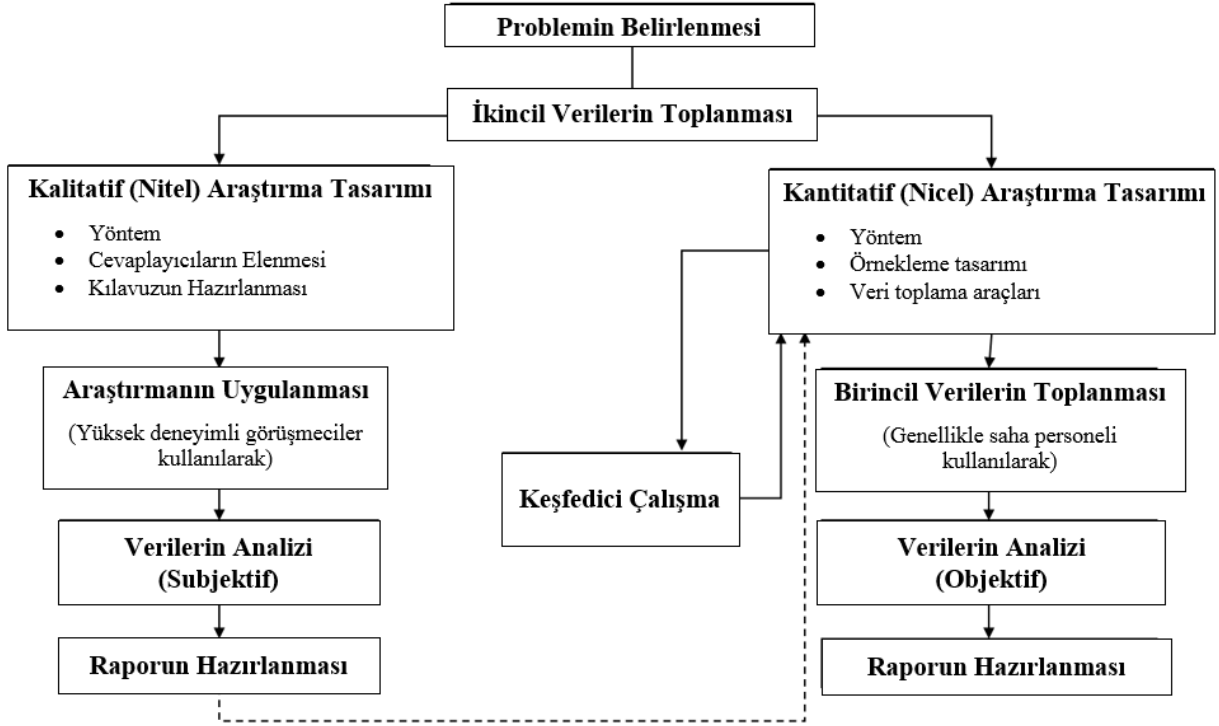 Problemin Belirlenmesi
İkincil Verilerin Toplanması
Kalitatif (Nitel) Araştırma Tasarımı
• Yöntem
• Cevaplayıcıların Elenmesi
• Kılavuzun Hazırlanması
Kantitatif (Nicel) Araştırma Tasarımı
• Yöntem
• Örnekleme tasarımı
• Veri toplama araçları
Araştırmanın Uygulanması
(Yüksek deneyimli görüşmeciler
kullanılarak)
Birincil Verilerin Toplanması
(Genellikle saha personeli
kullanılarak)
Keşfedici Çalışma
Verilerin Analizi
(Subjektif)
Verilerin Analizi
(Objektif)
Raporun Hazırlanması
Raporun Hazırlanması